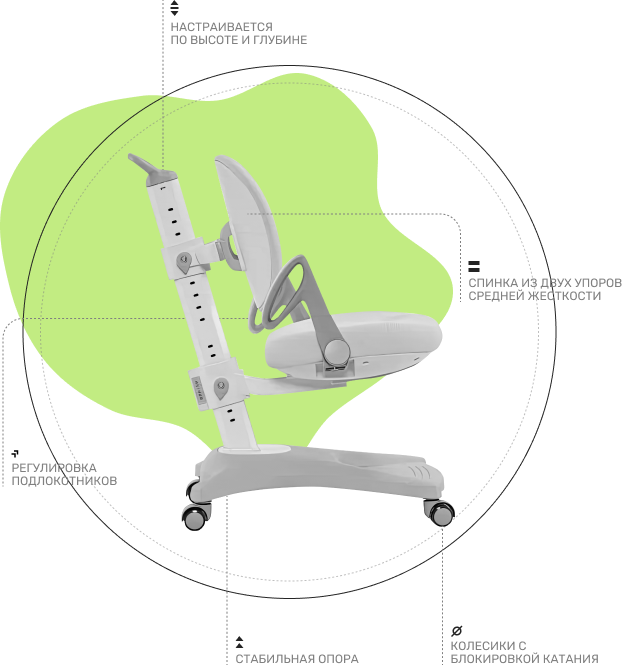 НАСТРАИВАЕТСЯ
ПО ВЫСОТЕ И ГЛУБИНЕ
СПИНКА ИЗ ДВУХ УПОРОВ
СРЕДНЕЙ ЖЕСТКОСТИ
РЕГУЛИРОВКА
ПОДЛОКОТНИКОВ
СТАБИЛЬНАЯ ОПОРА
КОЛЕСИКИ С
БЛОКИРОВКОЙ КАТАНИЯ